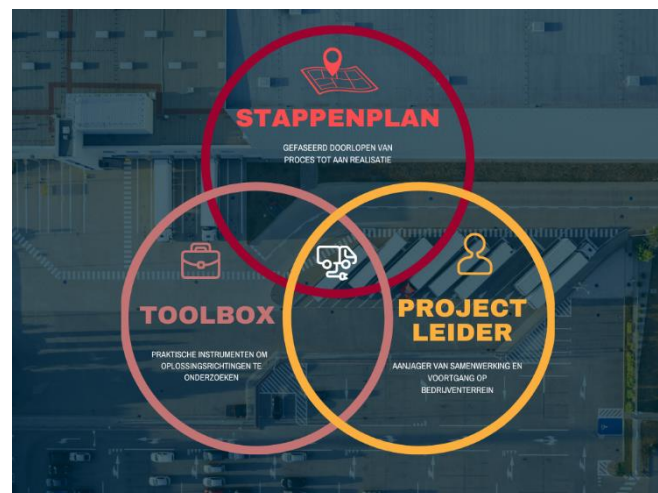 STAPPENPLAN
GEFASEERD DOORLOPEN VAN
PROCES TOT AAN REALISATIE
TOOLBOX
PRAKTISCHE INSTRUMENTEN OM
OPLOSSINGSRICHTINGEN TE
ONDERZOEKEN
PROJECT
LEIDER
AANJAGER VAN SAMENWERKING EN
VOORTGANG OP
BEDRIJVENTERREIN